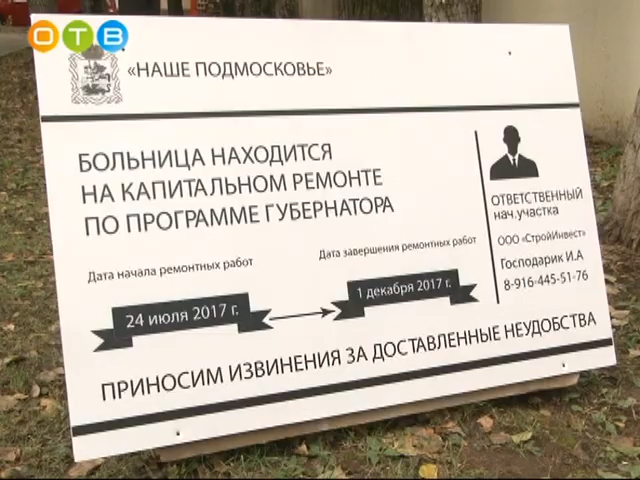 ОТВ
«НАШЕ ПОДМОСКОВЬЕ»
БОЛЬНИЦА НАХОДИТСЯ
НА КАПИТАЛЬНОМ РЕМОНТЕ
ПО ПРОГРАММЕ ГУБЕРНАТОРА
Дата начала ремонтных работ
24 июля 2017 г.
Дата завершения ремонтных работ
1 декабря 2017 г.
ОТВЕТСТВЕННЫЙ
нач.участка
ООО «СтройИнвест»
Господарик И.А
8-916-445-51-76
ПРИНОСИМ ИЗВИНЕНИЯ ЗА ДОСТАВЛЕННЫЕ НЕУДОБСТВА